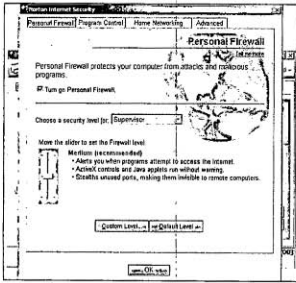 Norton Internet Security
Personal Firewall Program Control Home Networking Advanced
Personal Firewall
Personal Firewall protects your computer from attacks and malicious
programs.
Turn on Personal Firewall.
Choose a security level for: Supervisor
Move the slider to set the Firewall level.
Medium (recommended)
- Alerts you when programs attempt to access the Internet.
- ActiveX controls and Java applets run without warning.
- Stealths unused ports, making them invisible to remote computers.
Custom Level... Default Level
OK